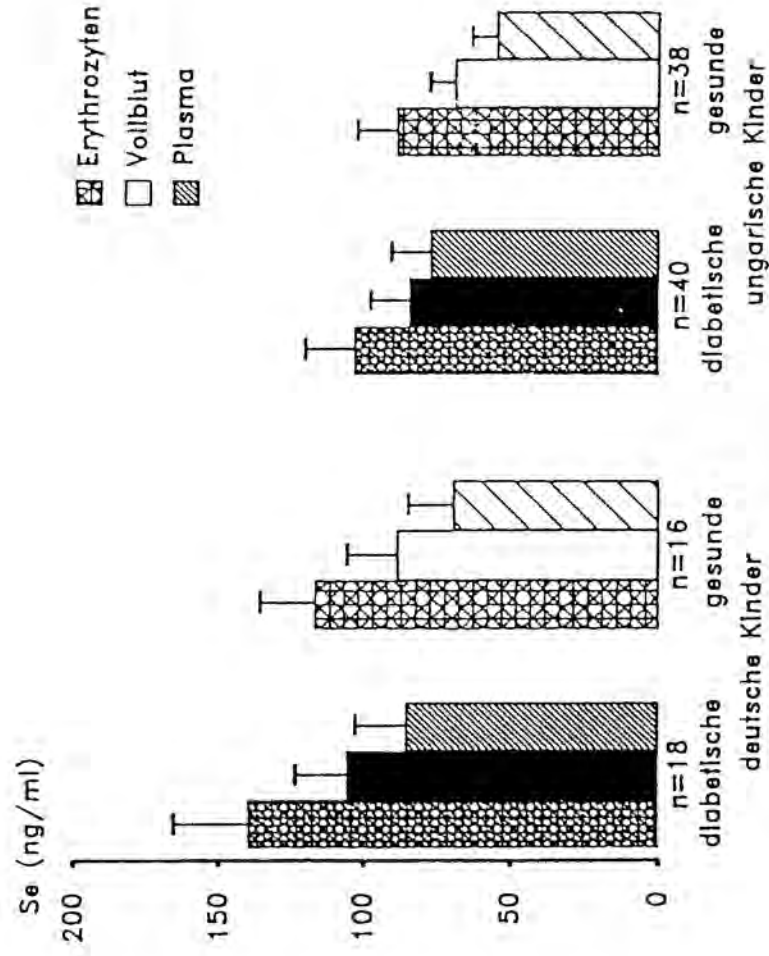 Se (ng/ml)
200
150
100
50
0
Erythrozyten
Vollblut
Plasma
n=18
n=16
n=40
n=38
diabetische
gesunde
diabetische
gesunde
deutsche Kinder
ungarische Kinder